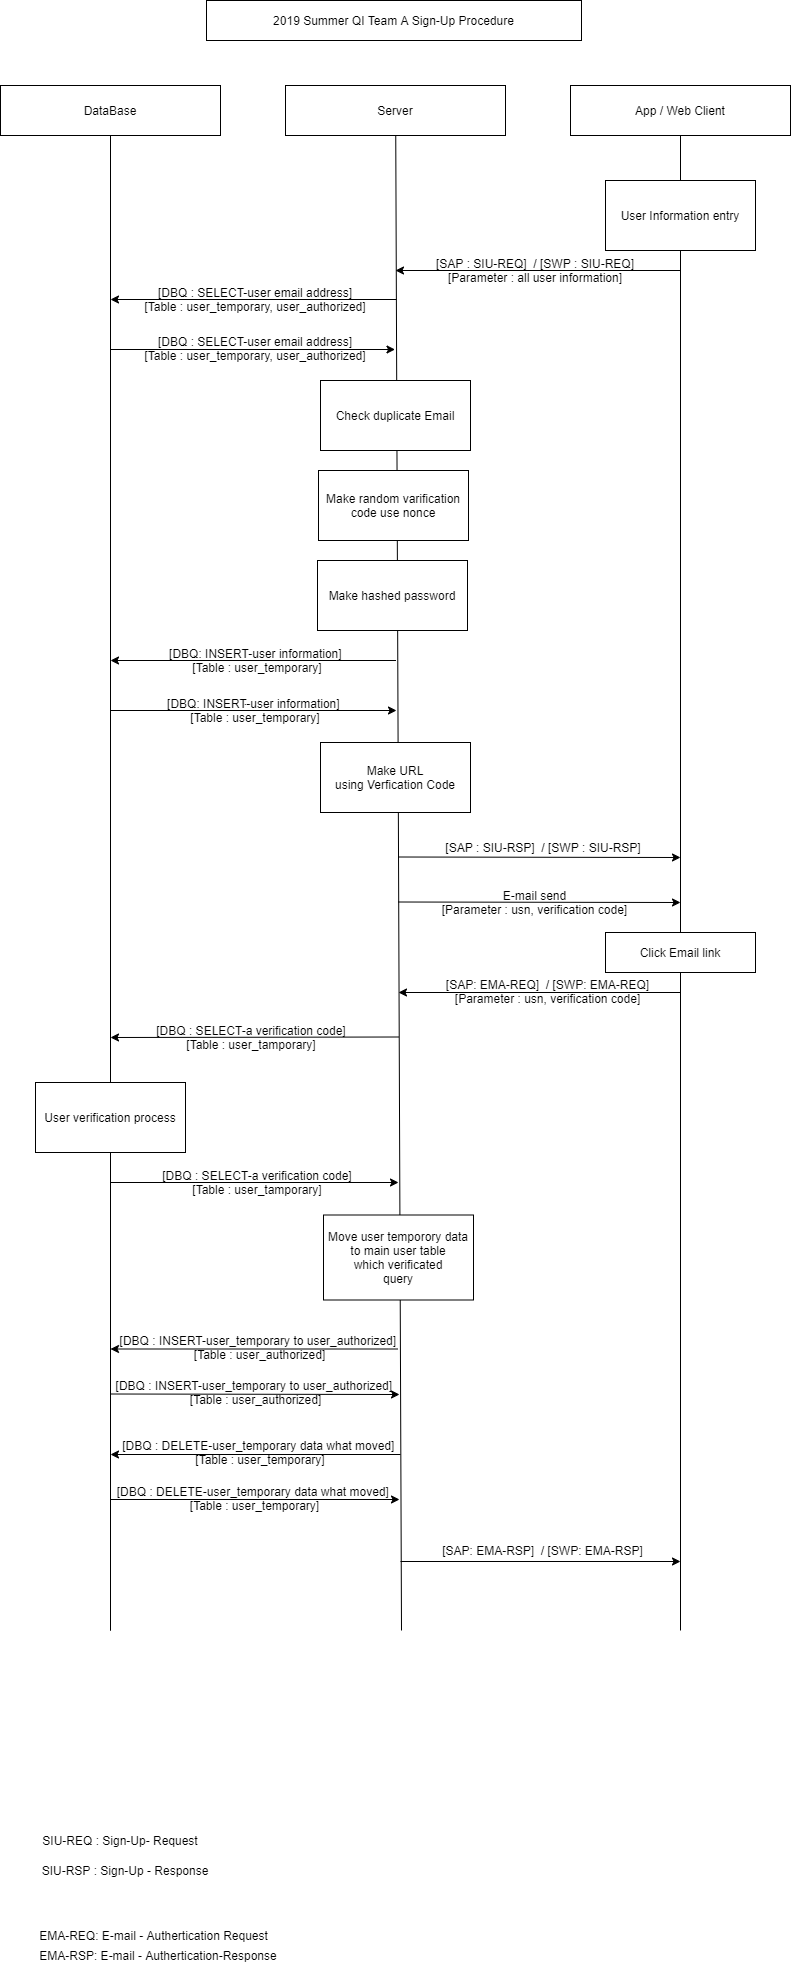 2019 Summer QI Team A Sign-Up Procedure
DataBase
Server
App / Web Client
User Information entry
[SAP : SIU-REQ]  / [SWP : SIU-REQ]
[Parameter : all user information]
[DBQ : SELECT-user email address]
[Table : user_temporary, user_authorized]
[DBQ : SELECT-user email address]
[Table : user_temporary, user_authorized]
Check duplicate Email
Make random varification
code use nonce
Make hashed password
[DBQ: INSERT-user information]
[Table : user_temporary]
[DBQ: INSERT-user information]
[Table : user_temporary]
Make URL
using Verfication Code
[SAP : SIU-RSP]  / [SWP : SIU-RSP]
E-mail send
[Parameter : usn, verification code]
Click Email link
[SAP: EMA-REQ]  / [SWP: EMA-REQ]
[Parameter : usn, verification code]
[DBQ : SELECT-a verification code]
[Table : user_tamporary]
User verification process
[DBQ : SELECT-a verification code]
[Table : user_tamporary]
Move user temporory data
to main user table
which verificated
query
[DBQ : INSERT-user_temporary to user_authorized]
[Table : user_authorized]
[DBQ : INSERT-user_temporary to user_authorized]
[Table : user_authorized]
[DBQ : DELETE-user_temporary data what moved]
[Table : user_temporary]
[DBQ : DELETE-user_temporary data what moved]
[Table : user_temporary]
[SAP: EMA-RSP]  / [SWP: EMA-RSP]
SIU-REQ : Sign-Up- Request
SIU-RSP : Sign-Up - Response
EMA-REQ: E-mail - Authertication Request
EMA-RSP: E-mail - Authertication-Response